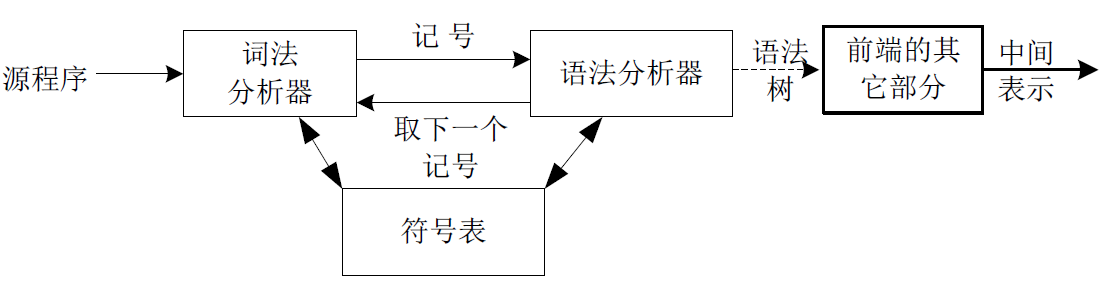 源程序
词法
分析器
记 号
取下一个
记号
语法分析器
符号表
语法
树
前端的其
它部分
中间
表示